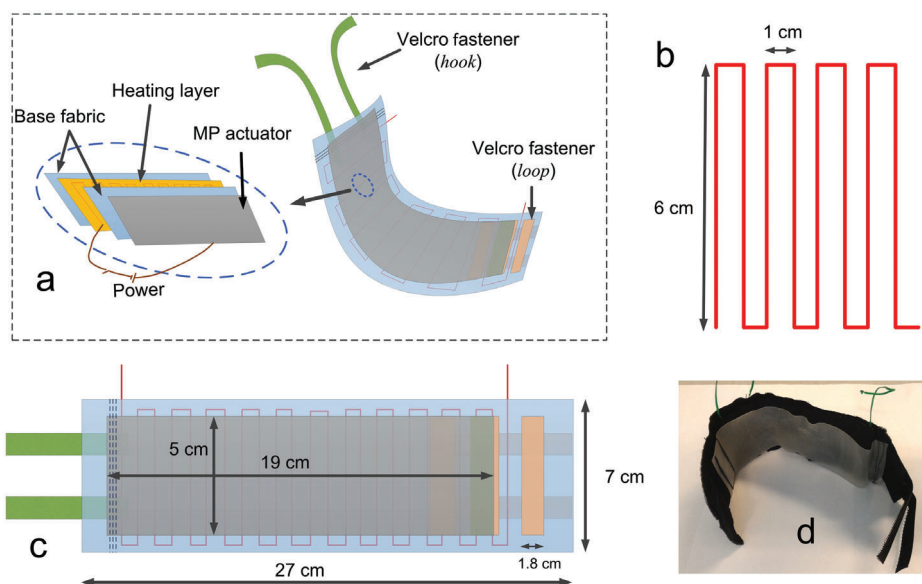 Velcro fastener
(hook)
Heating layer
Base fabric
MP actuator
Velcro fastener
(loop)
Power
a
b
1 cm
6 cm
5 cm
19 cm
7 cm
1.8 cm
27 cm
c
d